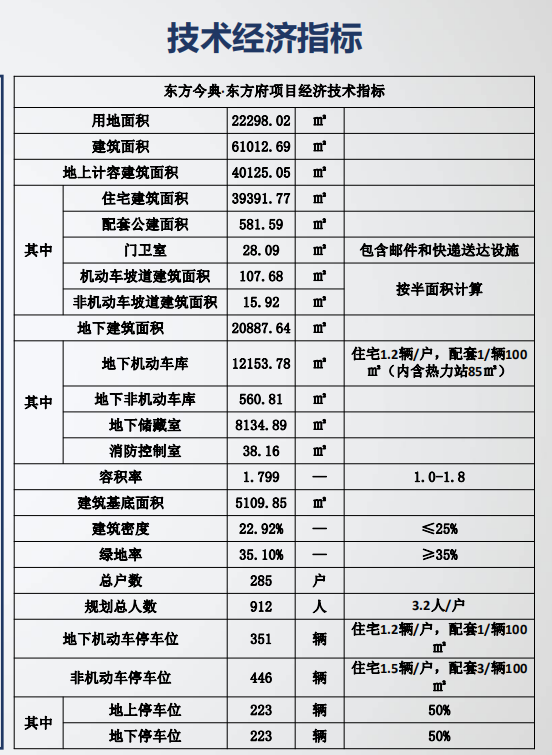 技术经济指标
东方今典·东方府项目经济技术指标
用地面积 22298.02 ㎡
建筑面积 61012.69 ㎡
地上计容建筑面积 40125.05 ㎡
其中
住宅建筑面积 39391.77 ㎡
配套公建面积 581.59 ㎡
门卫室 28.09 ㎡ 包含邮件和快递送达设施
机动车坡道建筑面积 107.68 ㎡
按半面积计算
非机动车坡道建筑面积 15.92 ㎡
地下建筑面积 20887.64 ㎡
其中
地下机动车库 12153.78 ㎡ 住宅1.2辆/户，配套1/辆100
㎡（内含热力站85㎡）
地下非机动车库 560.81 ㎡
地下储藏室 8134.89 ㎡
消防控制室 38.16 ㎡
容积率 1.799 — 1.0-1.8
建筑基底面积 5109.85 ㎡
建筑密度 22.92% — ≤25%
绿地率 35.10% — ≥35%
总户数 285 户
规划总人数 912 人 3.2人/户
地下机动车停车位 351 辆 住宅1.2辆/户，配套1/辆100
㎡
非机动车停车位 446 辆 住宅1.5辆/户，配套3/辆100
㎡
其中
地上停车位 223 辆 50%
地下停车位 223 辆 50%